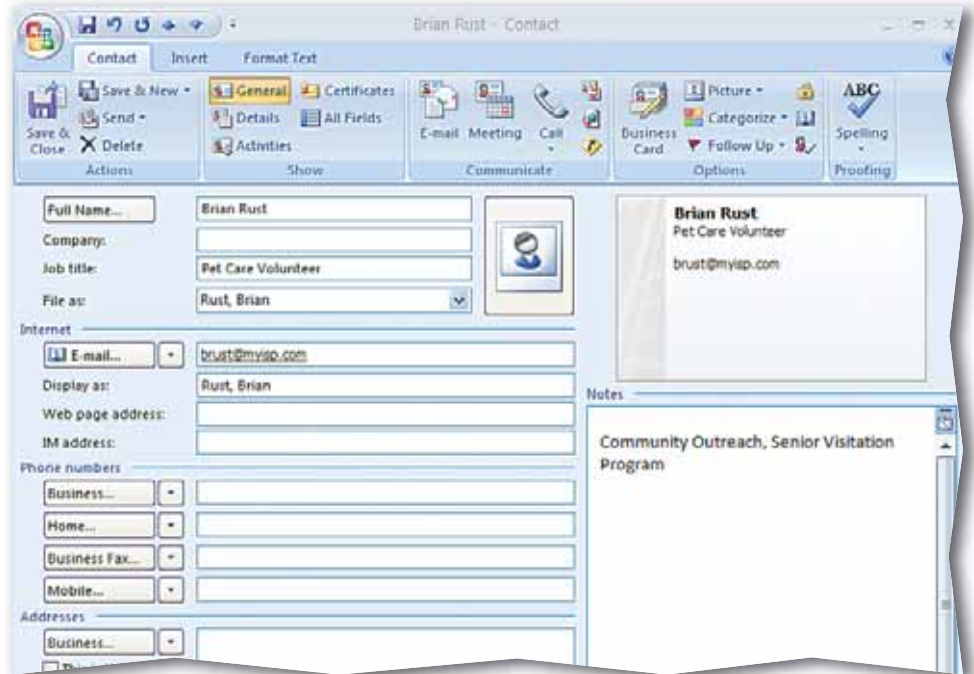 Brian Rust - Contact
Contact Insert Format Text
Save & Close
Save & New
Send
Delete
Actions
General
Details
Activities
Certificates
All Fields
Show
E-mail
Meeting
Call
Communicate
Business Card
Picture
Categorize
Follow Up
Options
ABC
Spelling
Proofing
Full Name... Brian Rust
Company:
Job title: Pet Care Volunteer
File as: Rust, Brian
Internet
E-mail... brust@myisp.com
Display as: Rust, Brian
Web page address:
IM address:
Phone numbers
Business...
Home...
Business Fax...
Mobile...
Addresses
Business...
Brian Rust
Pet Care Volunteer
brust@myisp.com
Notes
Community Outreach, Senior Visitation
Program